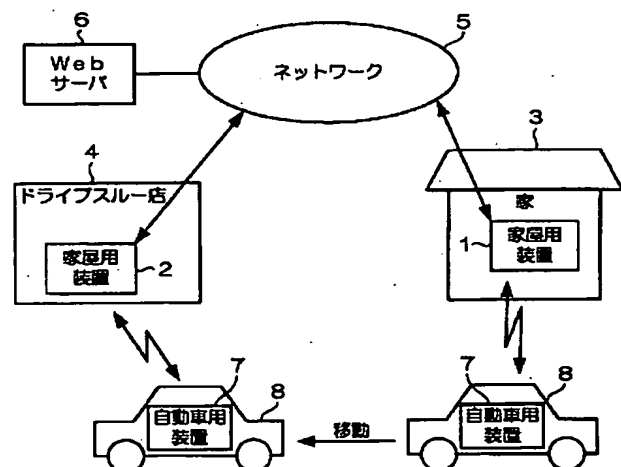 6
Web
サーバ
5
ネットワーク
4
ドライブスルー店
家屋用
装置
2
3
家
1
家屋用
装置
7
8
自動車用
装置
移動
7
8
自動車用
装置